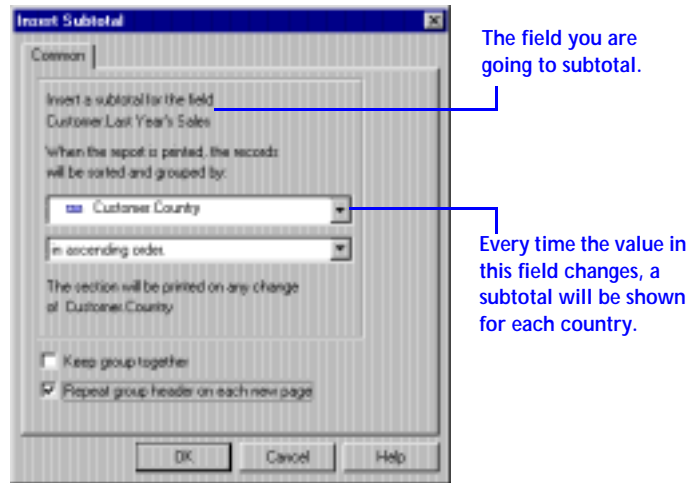 Insert Subtotal
Common
Insert a subtotal for the field
Customer.Last Year's Sales
When the report is printed, the records
will be sorted and grouped by:
Customer.Country
in ascending order.
The section will be printed on any change
of Customer.Country
Keep group together
Repeat group header on each new page
OK
Cancel
Help
The field you are
going to subtotal.
Every time the value in
this field changes, a
subtotal will be shown
for each country.